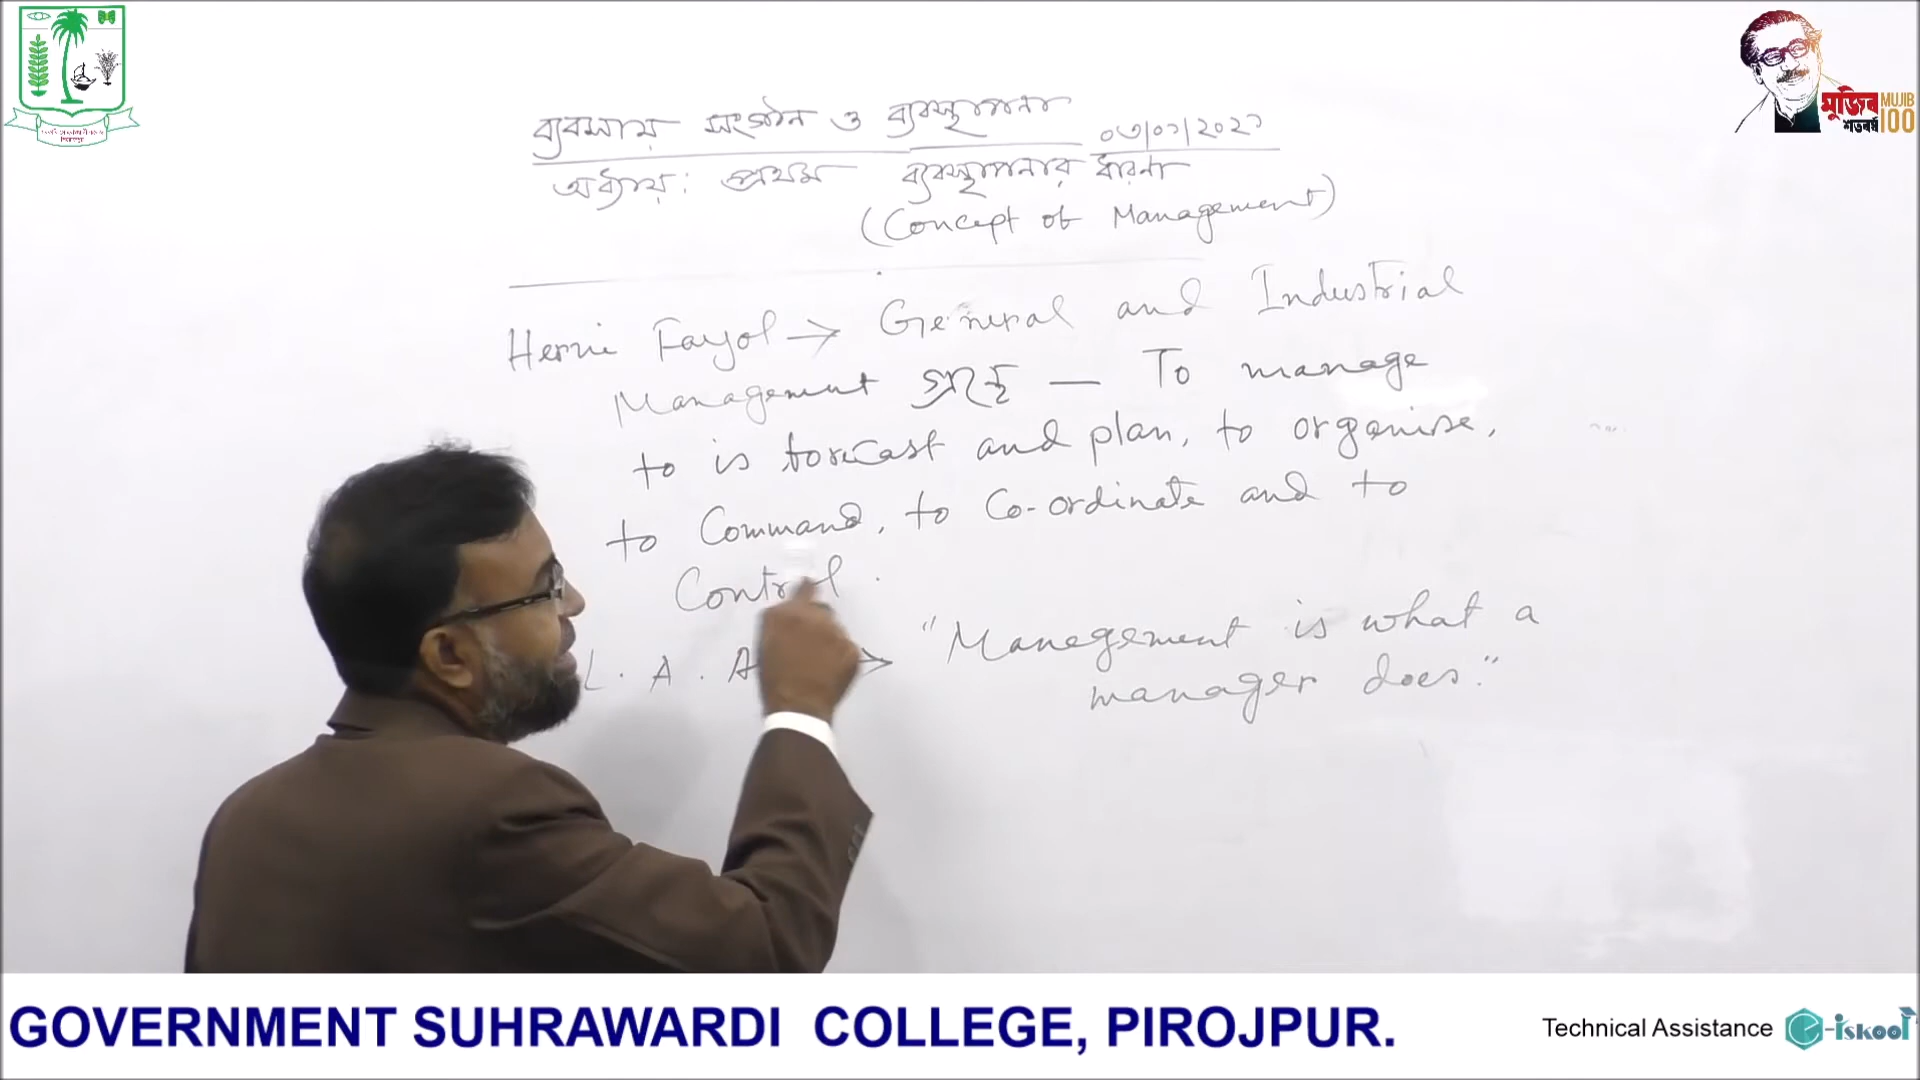 ব্যবসায় সংগঠন ও ব্যবস্থাপনা
০৩/০১/২০২১
অধ্যায়: প্রথম ব্যবস্থাপনার ধারনা
(Concept of Management)
Henri Fayol → General and Industrial
Management গ্রন্থে — To manage
to is forecast and plan, to organise,
to Command, to Co-ordinate and to
Control.
L. A. A → "Management is what a
manager does."
মুজিব MUJIB
শতবর্ষ 100
GOVERNMENT SUHRAWARDI COLLEGE, PIROJPUR.
Technical Assistance e-iskool